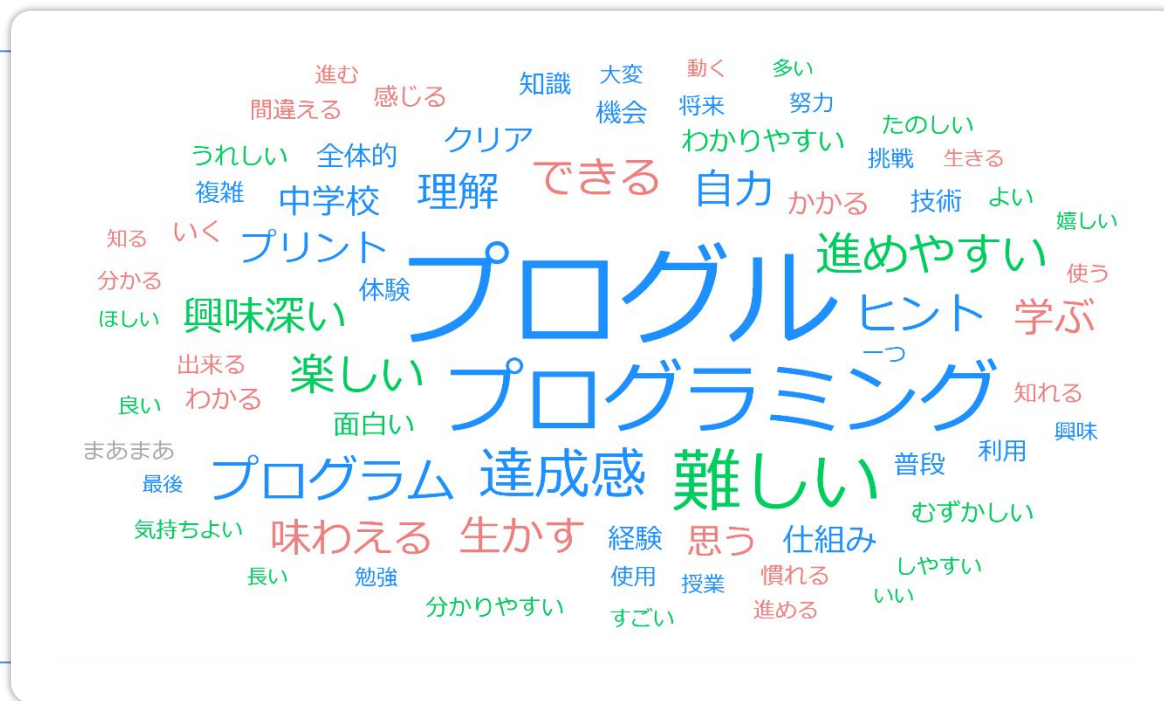 進む
感じる
知識
大変
動く
多い
間違える
機会
将来
努力
クリア
わかりやすい
たのしい
うれしい
全体的
できる
挑戦
生きる
複雑
中学校
理解
自力
かかる
技術
よい
嬉しい
知る
いく
プリント
プログル
進めやすい
分かる
体験
使う
ほしい
興味深い
ヒント
学ぶ
一つ
出来る
楽しい
プログラミング
知れる
良い
わかる
面白い
興味
まあまあ
プログラム
達成感
難しい
普段
利用
最後
気持ちよい
味わえる
生かす
経験
思う
仕組み
むずかしい
長い
勉強
使用
授業
慣れる
しやすい
分かりやすい
すごい
進める
いい